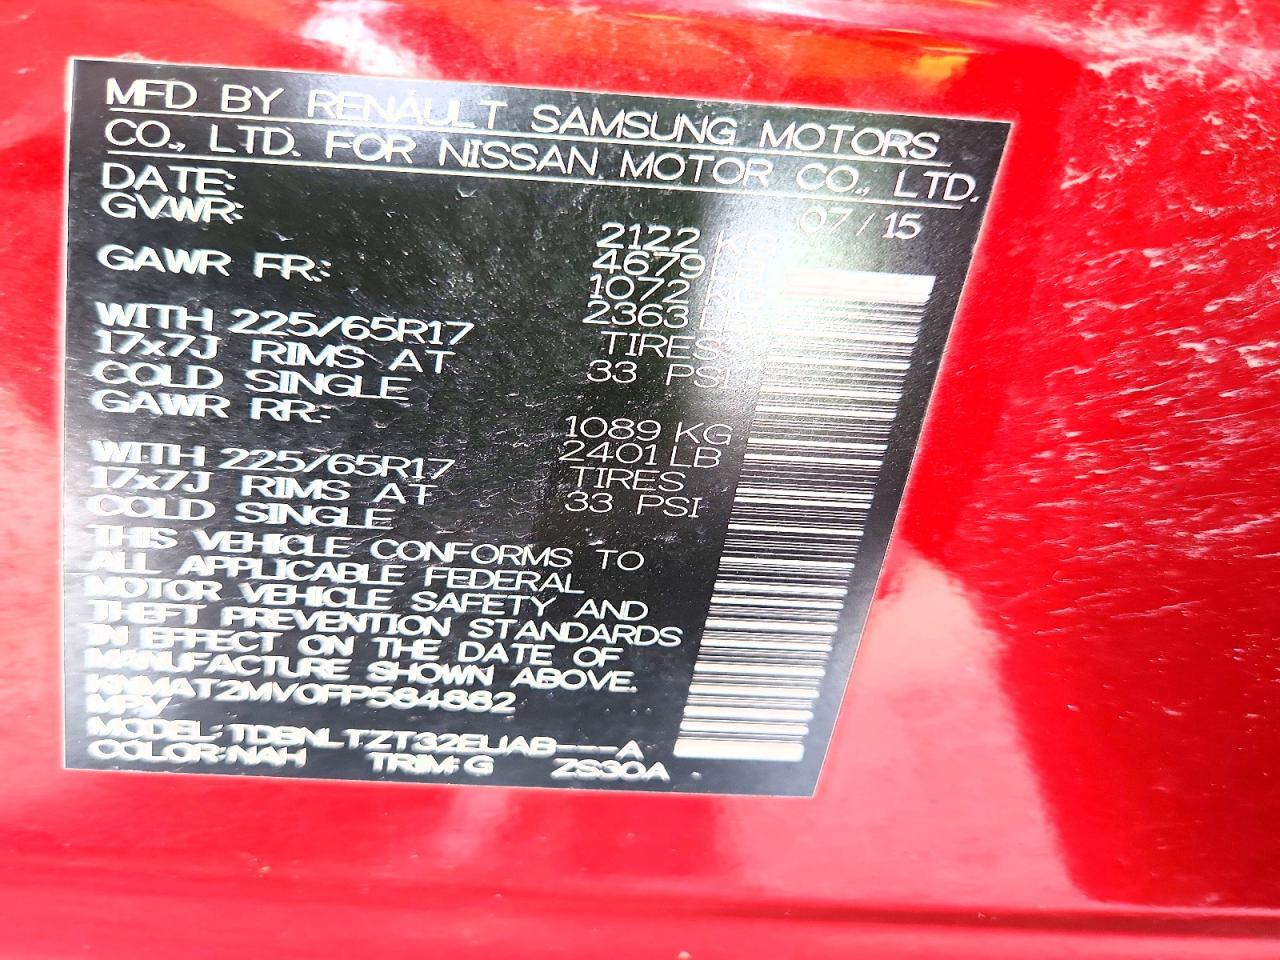 MFD BY RENAULT SAMSUNG MOTORS
CO., LTD. FOR NISSAN MOTOR CO., LTD.
DATE: 07/15
GVWR: 2122 KG
4679 LB
GAWR FR.: 1072 KG
2363 LB
WITH 225/65R17 TIRES
17x7J RIMS AT 33 PSI
COLD SINGLE
GAWR RR.: 1089 KG
2401 LB
WITH 225/65R17 TIRES
17x7J RIMS AT 33 PSI
COLD SINGLE
THIS VEHICLE CONFORMS TO
ALL APPLICABLE FEDERAL
MOTOR VEHICLE SAFETY AND
THEFT PREVENTION STANDARDS
IN EFFECT ON THE DATE OF
MANUFACTURE SHOWN ABOVE.
KNMAT2MV0FP584882
MPV
MODEL:TDBNLTZT32EUAB---A
COLOR:NAH TRIM:G ZS30A